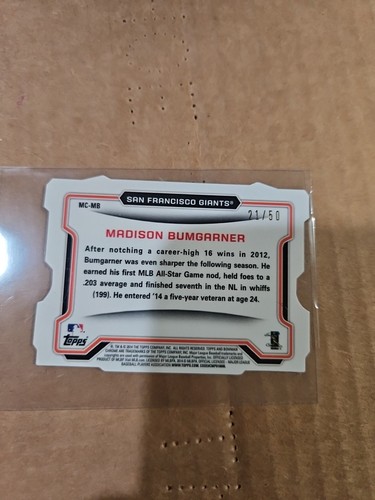 SAN FRANCISCO GIANTS®
MC-MB
21/50
MADISON BUMGARNER
After notching a career-high 16 wins in 2012,
Bumgarner was even sharper the following season. He
earned his first MLB All-Star Game nod, held foes to a
.203 average and finished seventh in the NL in whiffs
(199). He entered '14 a five-year veteran at age 24.
Topps